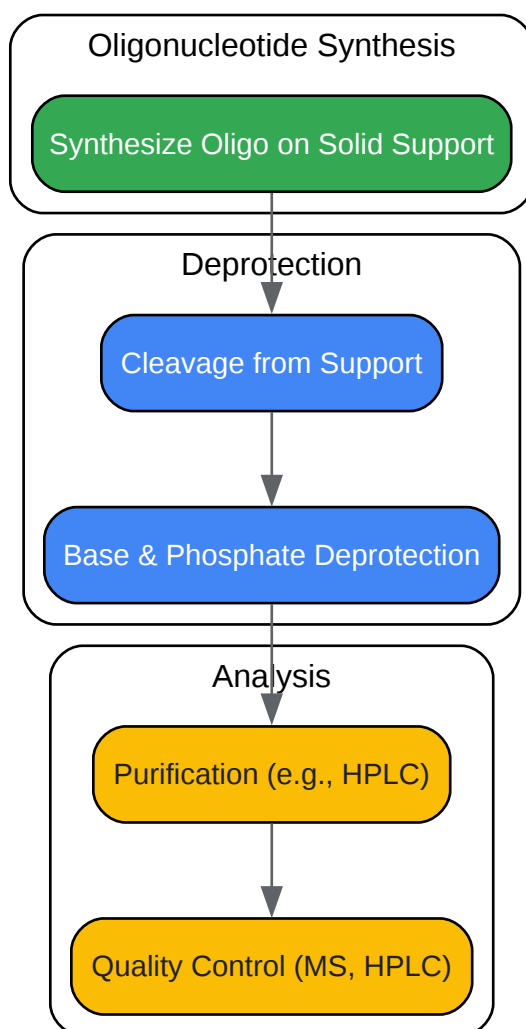 Oligonucleotide Synthesis
Synthesize Oligo on Solid Support
Deprotection
Cleavage from Support
Base & Phosphate Deprotection
Analysis
Purification (e.g., HPLC)
Quality Control (MS, HPLC)